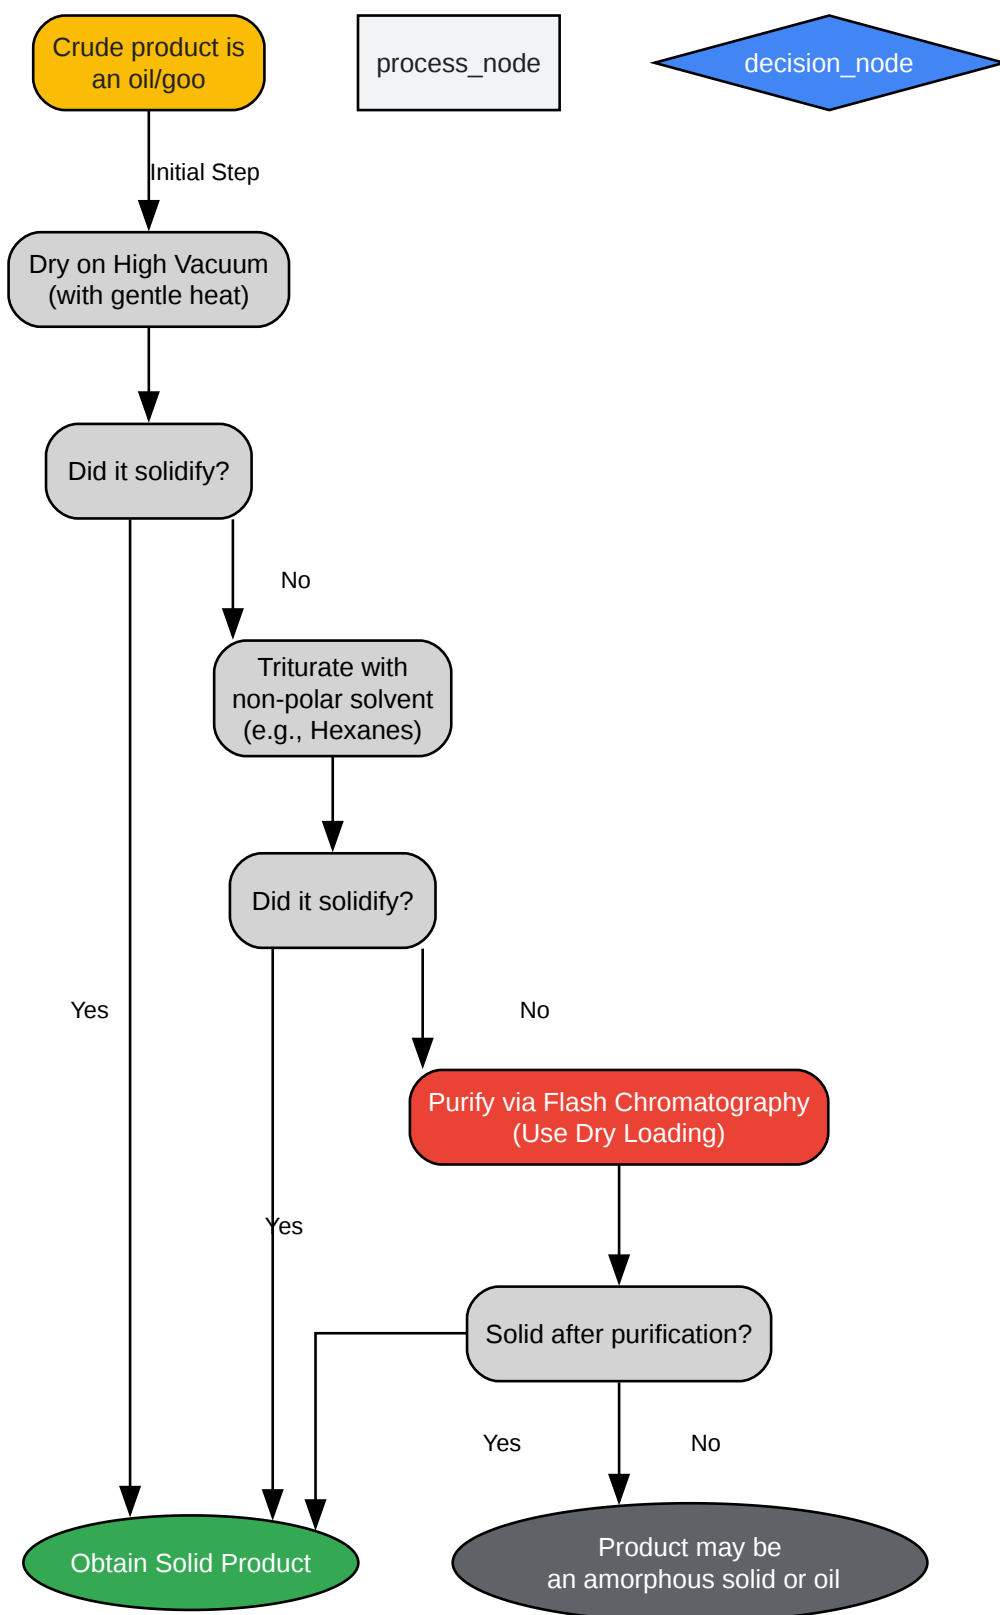 Crude product is
an oil/goo
process_node
decision_node
Initial Step
Dry on High Vacuum
(with gentle heat)
Did it solidify?
No
Triturate with
non-polar solvent
(e.g., Hexanes)
Did it solidify?
Yes
No
Purify via Flash Chromatography
(Use Dry Loading)
Yes
Solid after purification?
Yes
No
Obtain Solid Product
Product may be
an amorphous solid or oil